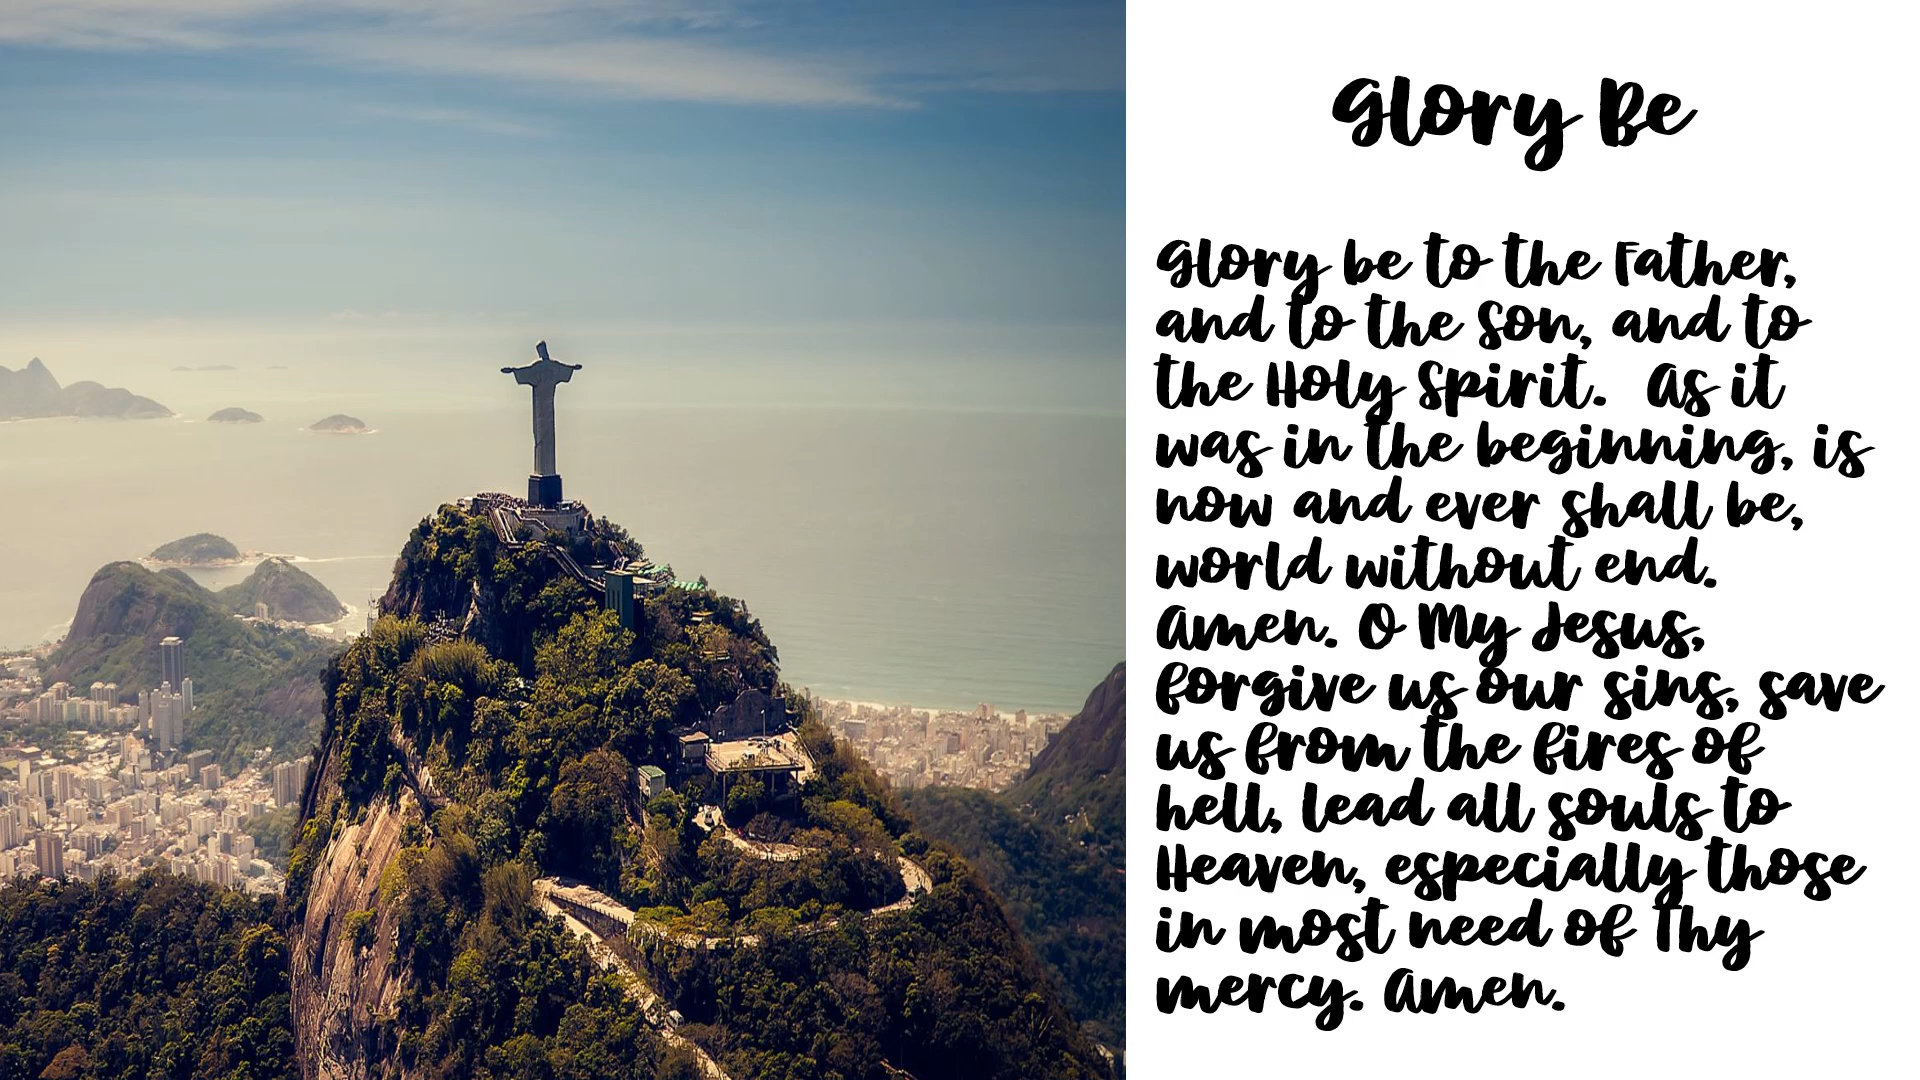 Glory Be
Glory be to the Father,
and to the Son, and to
the Holy Spirit.  As it
was in the beginning, is
now and ever shall be,
world without end.
Amen. O My Jesus,
forgive us our sins, save
us from the fires of
hell, lead all souls to
Heaven, especially those
in most need of Thy
mercy. Amen.